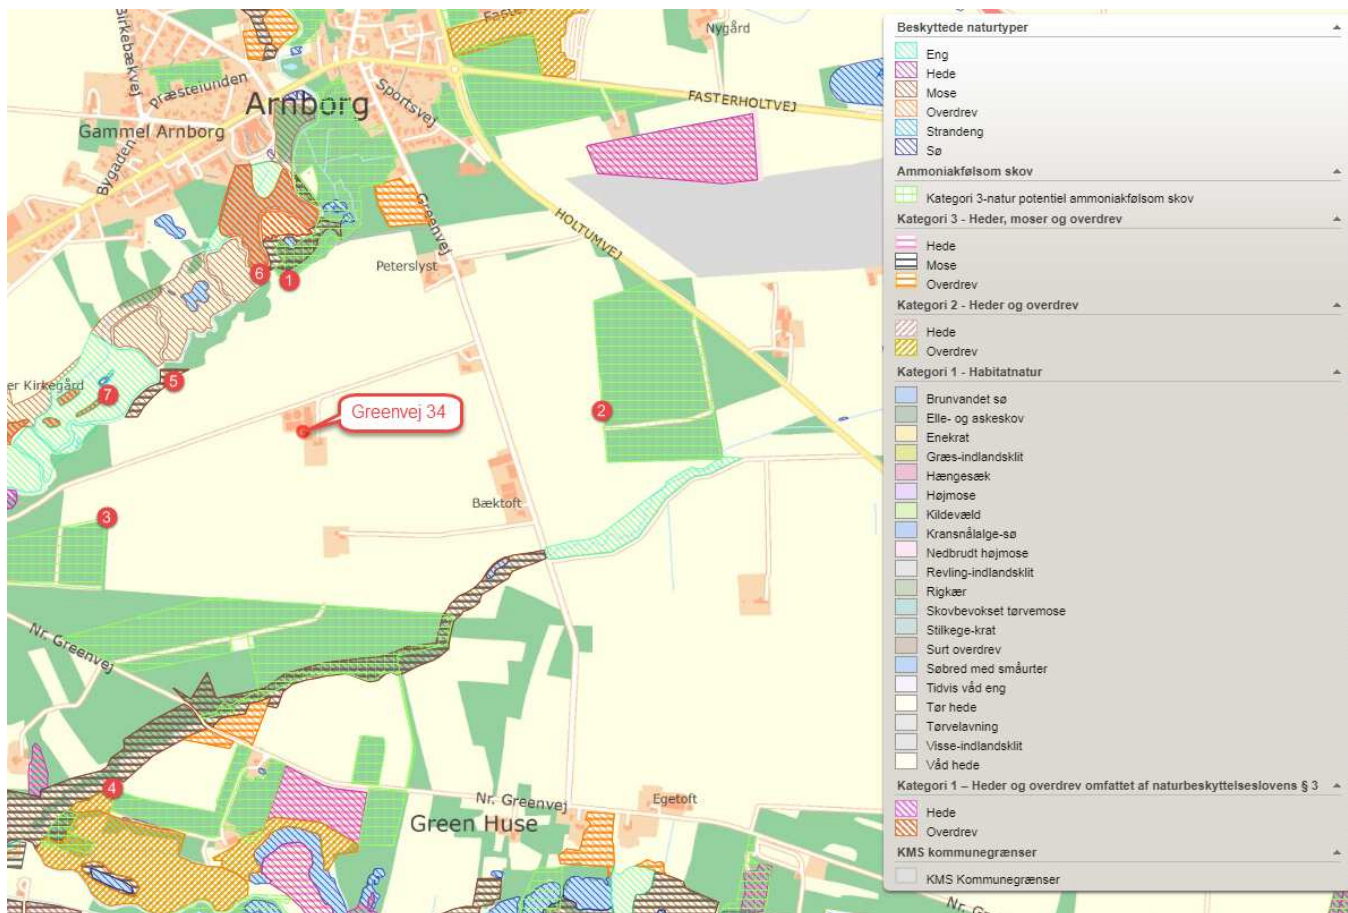 Birkebækvej
Præstelunden
Arnborg
Gammel Arnborg
Bygaden
Sportsvej
Nygård
FASTERHOLTVEJ
Greenvej
HOLTUMVEJ
Peterslyst
6
1
5
er Kirkegård
7
Greenvej 34
2
3
Bæktoft
Nr. Greenvej
4
Nr. Greenvej
Egetoft
Green Huse
Beskyttede naturtyper
Eng
Hede
Mose
Overdrev
Strandeng
Sø
Ammoniakfølsom skov
Kategori 3-natur potentiel ammoniakfølsom skov
Kategori 3 - Heder, moser og overdrev
Hede
Mose
Overdrev
Kategori 2 - Heder og overdrev
Hede
Overdrev
Kategori 1 - Habitatnatur
Brunvandet sø
Elle- og askeskov
Enekrat
Græs-indlandsklit
Hængesæk
Højmose
Kildevæld
Kransnålalge-sø
Nedbrudt højmose
Revling-indlandsklit
Rigkær
Skovbevokset tørvemose
Stilkege-krat
Surt overdrev
Søbred med småurter
Tidvis våd eng
Tør hede
Tørvelavning
Visse-indlandsklit
Våd hede
Kategori 1 – Heder og overdrev omfattet af naturbeskyttelseslovens § 3
Hede
Overdrev
KMS kommunegrænser
KMS Kommunegrænser